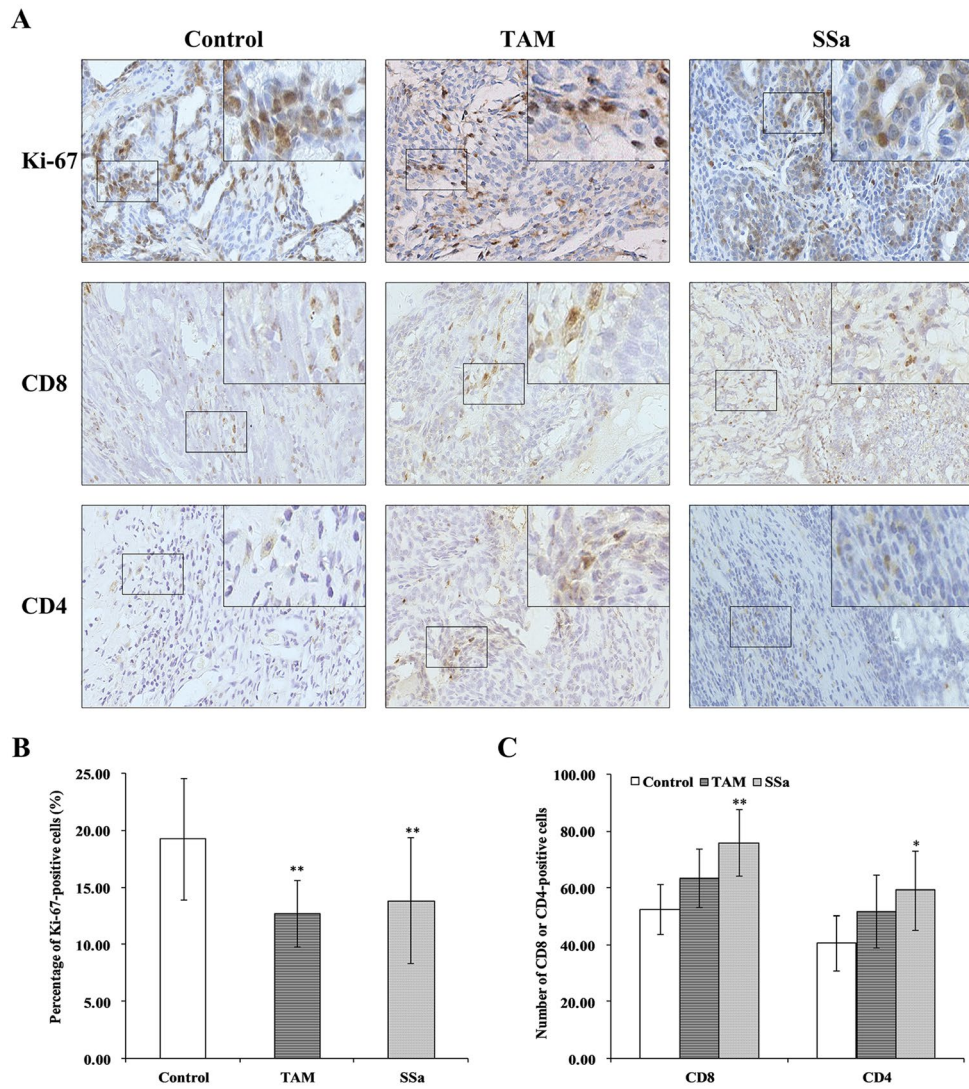 A
Control TAM SSa
Ki-67
CD8
CD4
B
Percentage of Ki-67-positive cells (%)
25.00
20.00
15.00
10.00
5.00
0.00
**
**
Control TAM SSa
C
Number of CD8 or CD4-positive cells
100.00
80.00
60.00
40.00
20.00
0.00
Control TAM SSa
**
*
CD8 CD4